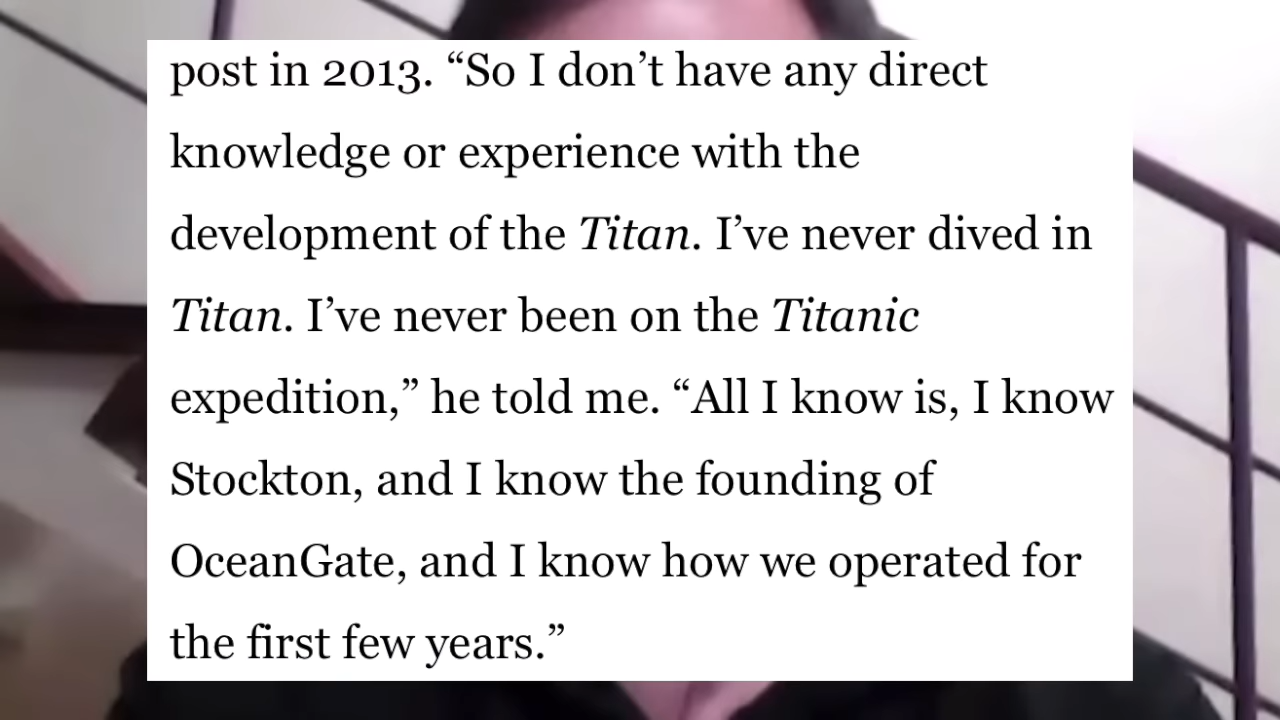 post in 2013. “So I don’t have any direct
knowledge or experience with the
development of the Titan. I’ve never dived in
Titan. I’ve never been on the Titanic
expedition,” he told me. “All I know is, I know
Stockton, and I know the founding of
OceanGate, and I know how we operated for
the first few years.”